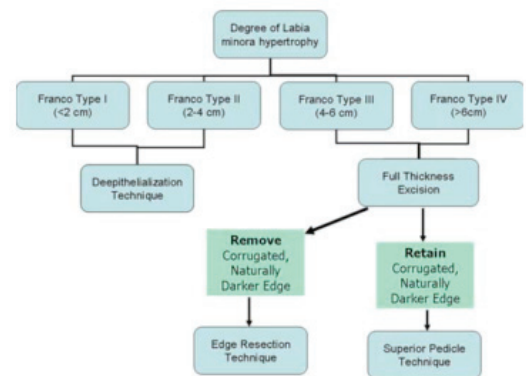 Degree of Labia
minora hypertrophy
Franco Type I
(<2 cm)
Franco Type II
(2-4 cm)
Franco Type III
(4-6 cm)
Franco Type IV
(>6cm)
Deepithelialization
Technique
Full Thickness
Excision
Remove
Corrugated,
Naturally
Darker Edge
Retain
Corrugated,
Naturally
Darker Edge
Edge Resection
Technique
Superior Pedicle
Technique